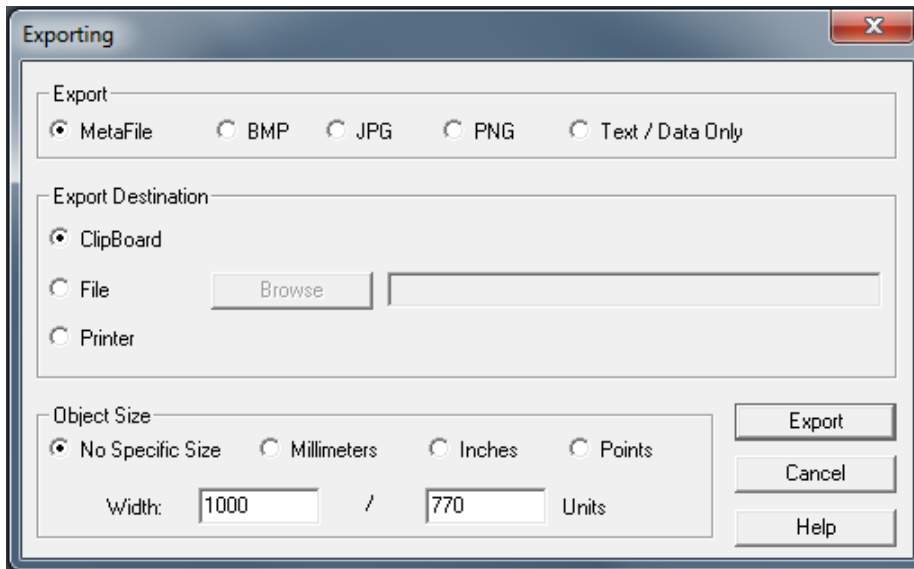 Exporting
Export
MetaFile BMP JPG PNG Text / Data Only
Export Destination
ClipBoard
File Browse
Printer
Object Size
No Specific Size Millimeters Inches Points
Width: 1000 / 770 Units
Export
Cancel
Help